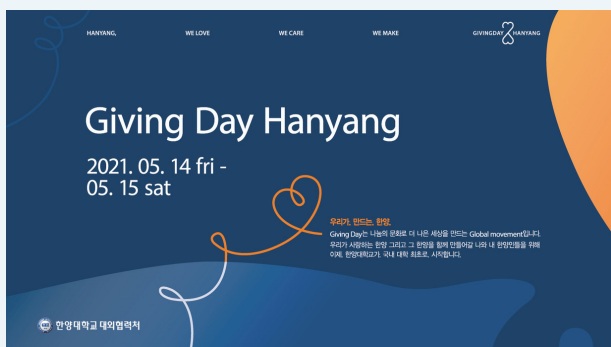 HANYANG, WE LOVE WE CARE WE MAKE GIVINGDAY HANYANG
Giving Day Hanyang
2021. 05. 14 fri -
05. 15 sat
우리가, 만드는, 한양.
Giving Day는 나눔의 문화로 더 나은 세상을 만드는 Global movement입니다.
우리가 사랑하는 한양 그리고 그 한양을 함께 만들어갈 나와 내 한양인들을 위해
이제, 한양대학교가, 국내 대학 최초로, 시작합니다.
한양대학교 대외협력처